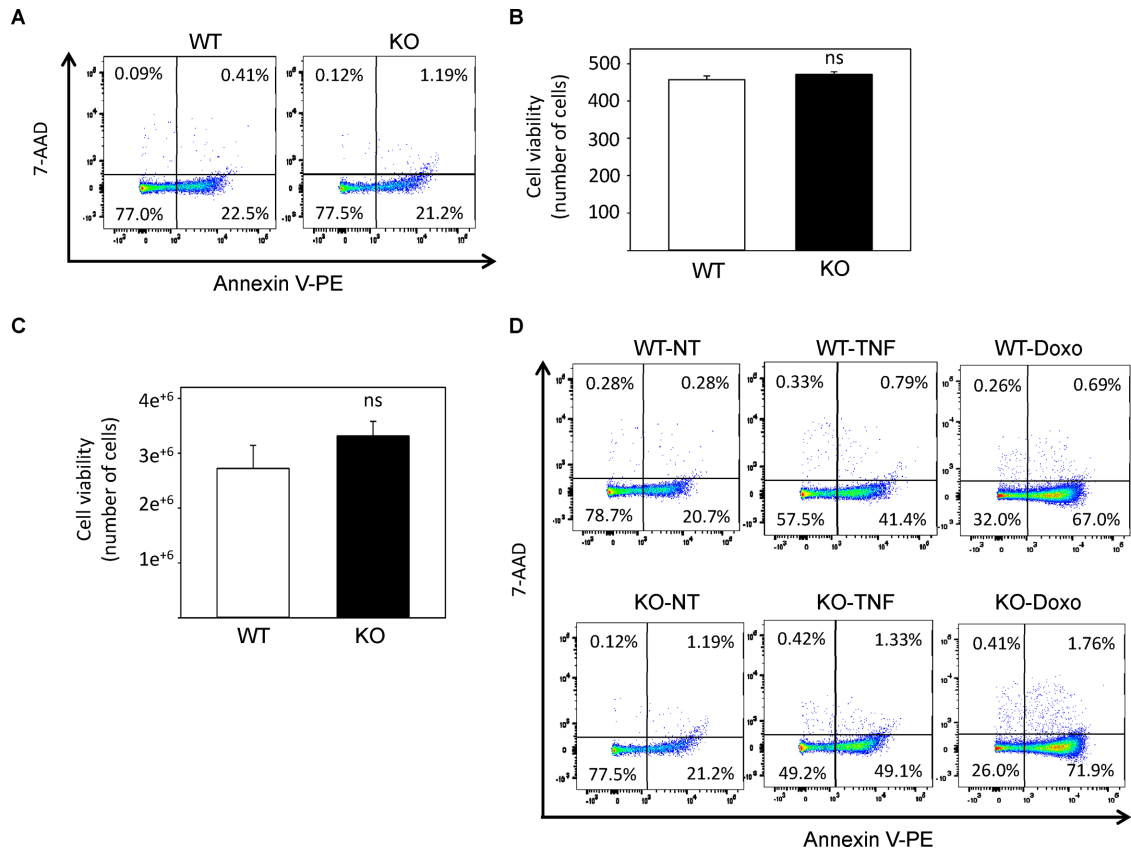 A
WT KO
0.09% 0.41% 0.12% 1.19%
77.0% 22.5% 77.5% 21.2%
7-AAD
Annexin V-PE
B
ns
500
400
300
200
100
Cell viability
(number of cells)
WT KO
C
ns
4e+6
3e+6
2e+6
1e+6
Cell viability
(number of cells)
WT KO
D
WT-NT WT-TNF WT-Doxo
0.28% 0.28% 0.33% 0.79% 0.26% 0.69%
78.7% 20.7% 57.5% 41.4% 32.0% 67.0%
KO-NT KO-TNF KO-Doxo
0.12% 1.19% 0.42% 1.33% 0.41% 1.76%
77.5% 21.2% 49.2% 49.1% 26.0% 71.9%
7-AAD
Annexin V-PE